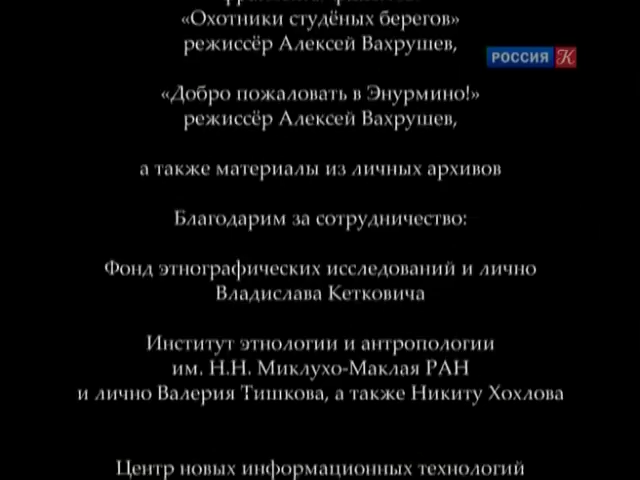 «Охотники студёных берегов»
режиссёр Алексей Вахрушев,
РОССИЯ К
«Добро пожаловать в Энурмино!»
режиссёр Алексей Вахрушев,
а также материалы из личных архивов
Благодарим за сотрудничество:
Фонд этнографических исследований и лично
Владислава Кетковича
Институт этнологии и антропологии
им. Н.Н. Миклухо-Маклая РАН
и лично Валерия Тишкова, а также Никиту Хохлова
Центр новых информационных технологий